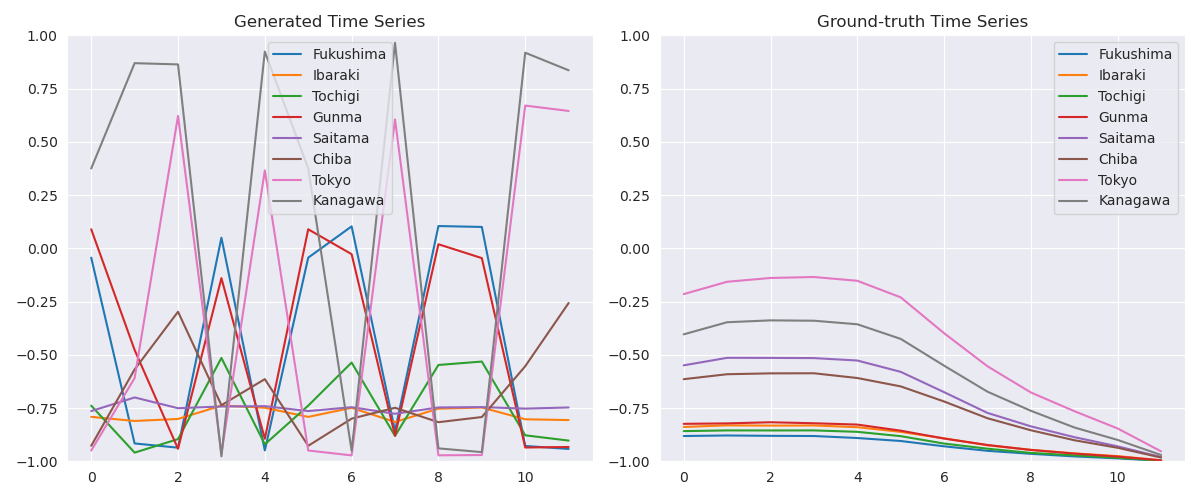 Generated Time Series
1.00
0.75
0.50
0.25
0.00
−0.25
−0.50
−0.75
−1.00
0 2 4 6 8 10
Fukushima
Ibaraki
Tochigi
Gunma
Saitama
Chiba
Tokyo
Kanagawa
Ground-truth Time Series
1.00
0.75
0.50
0.25
0.00
−0.25
−0.50
−0.75
−1.00
0 2 4 6 8 10
Fukushima
Ibaraki
Tochigi
Gunma
Saitama
Chiba
Tokyo
Kanagawa